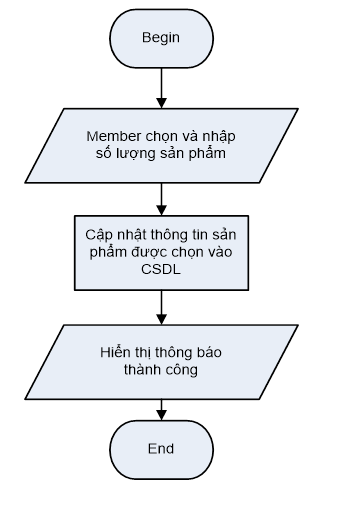 Begin
Member chọn và nhập
số lượng sản phẩm
Cập nhật thông tin sản
phẩm được chọn vào
CSDL
Hiển thị thông báo
thành công
End